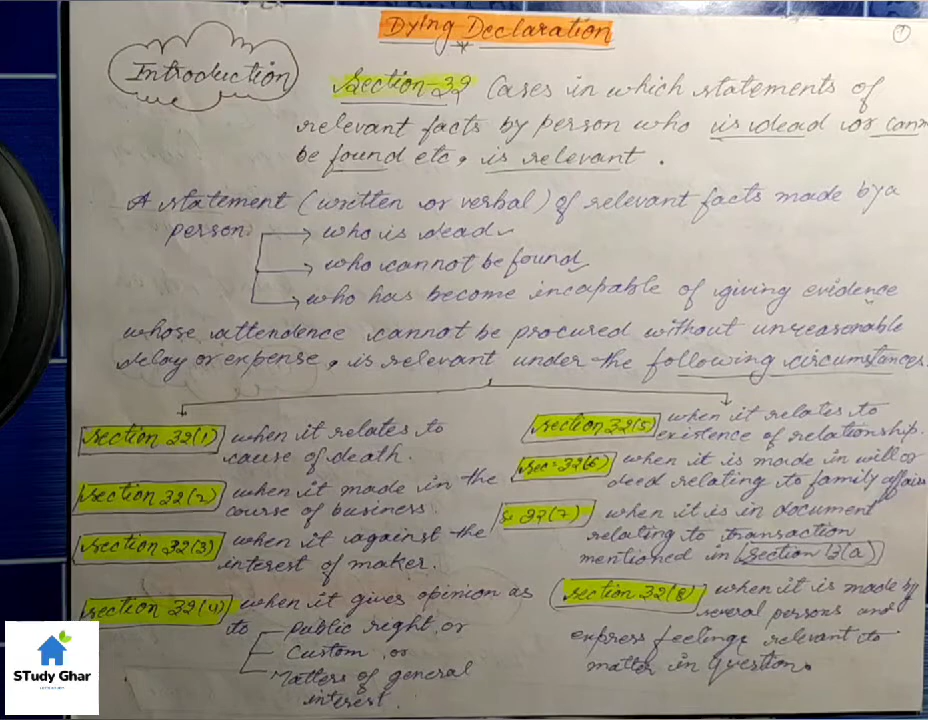 Dying Declaration
1
Introduction
Section-32 Cases in which statements of
relevant facts by person who is dead or cann
be found etc, is relevant.
A statement (written or verbal) of relevant facts made by a
person
who is dead
who cannot be found
who has become incapable of giving evidence
whose attendence cannot be procured without unreasonable
delay or expense, is relevant under the following circumstances.
Section 32(1) when it relates to
cause of death.
Section 32(2) when it made in the
course of business.
Section 32(3) when it against the
interest of maker.
Section 32(4) when it gives opinion as
to
Public right, or
Custom, or
Matters of general
interest.
Section 32(5) when it relates to
existence of relationship.
Sec-32(6) when it is made in will or
deed relating to family affairs
S. 32(7) when it is in document
relating to transaction
mentioned in Section 13(a)
Section 32(8) when it is made by
several persons and
express feelings relevant to
matter in Question.
STudy Ghar